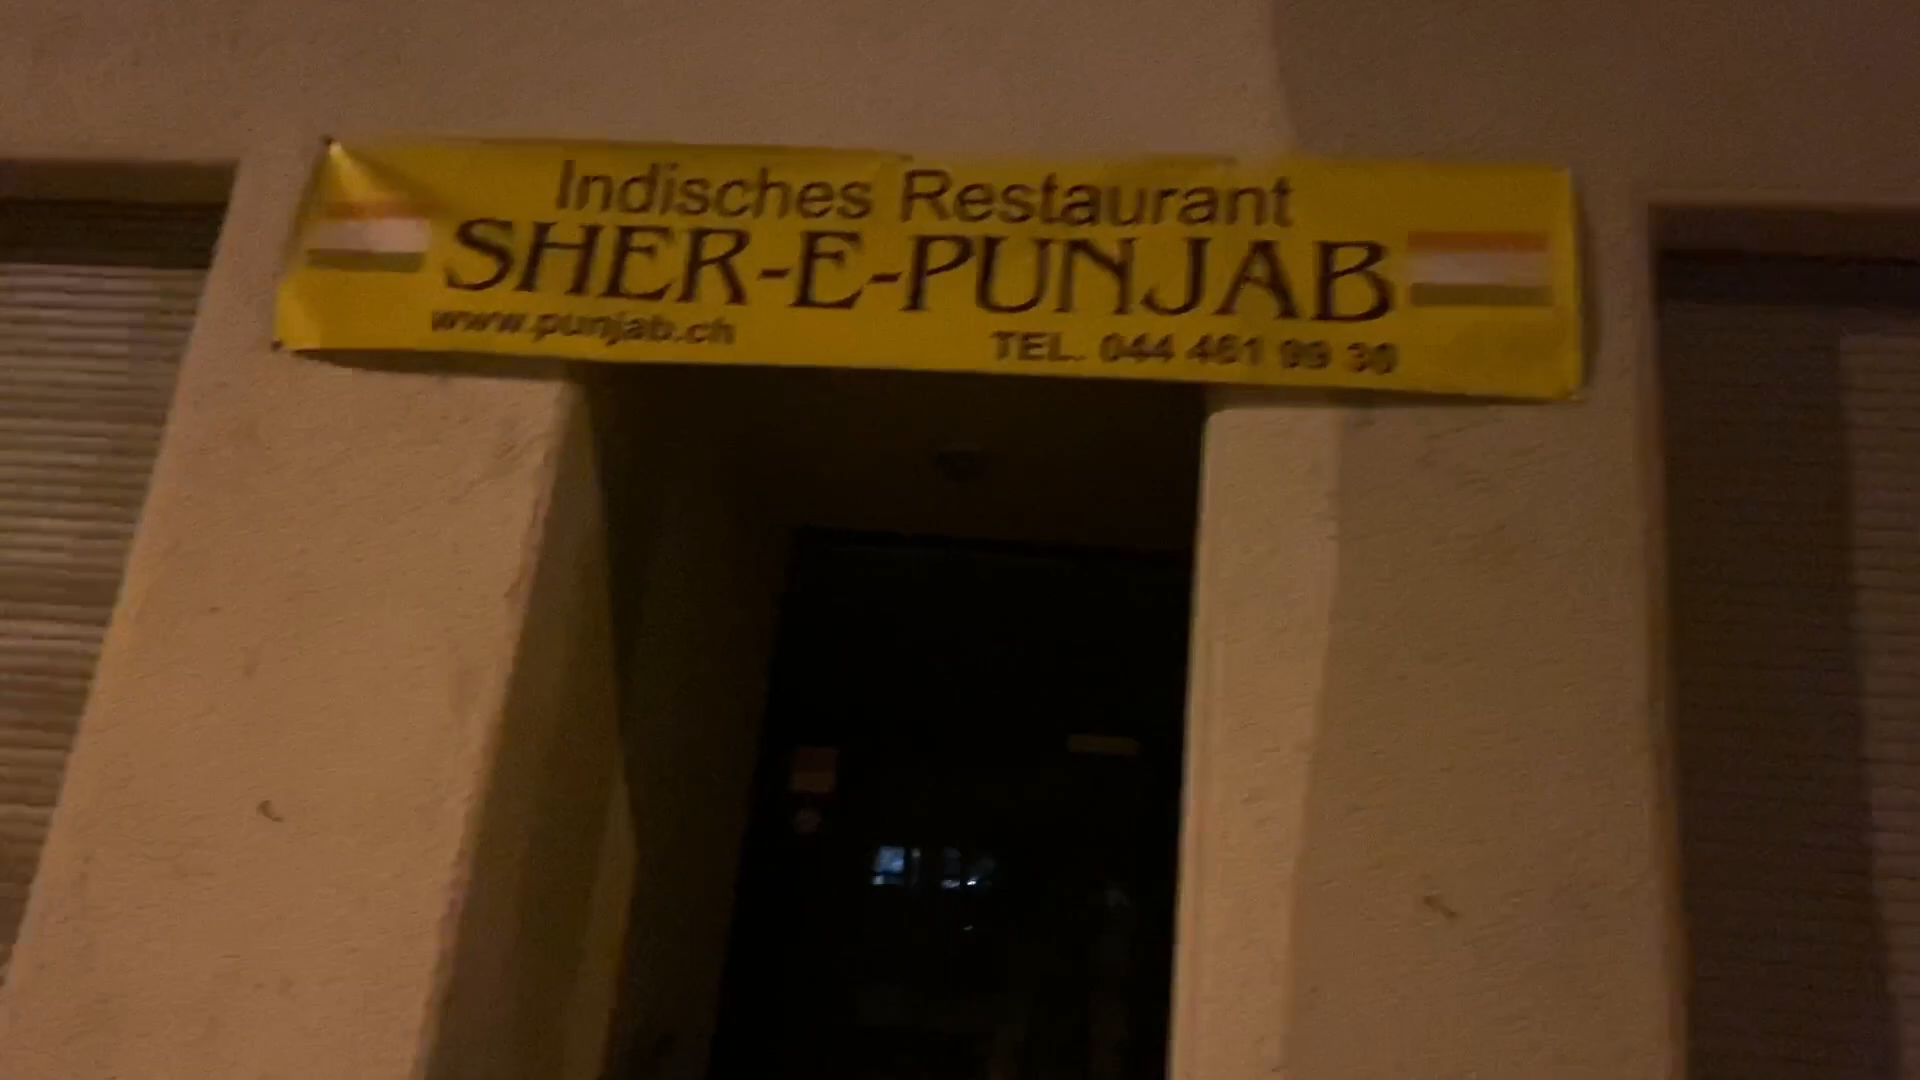 Indisches Restaurant
SHER-E-PUNJAB
www.punjab.ch
TEL. 044 461 99 30